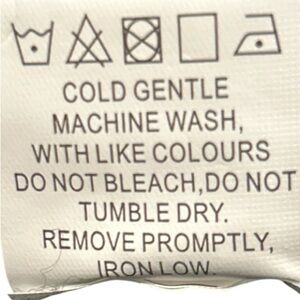 COLD GENTLE
MACHINE WASH,
WITH LIKE COLOURS
DO NOT BLEACH,DO NOT
TUMBLE DRY.
REMOVE PROMPTLY,
IRON LOW.